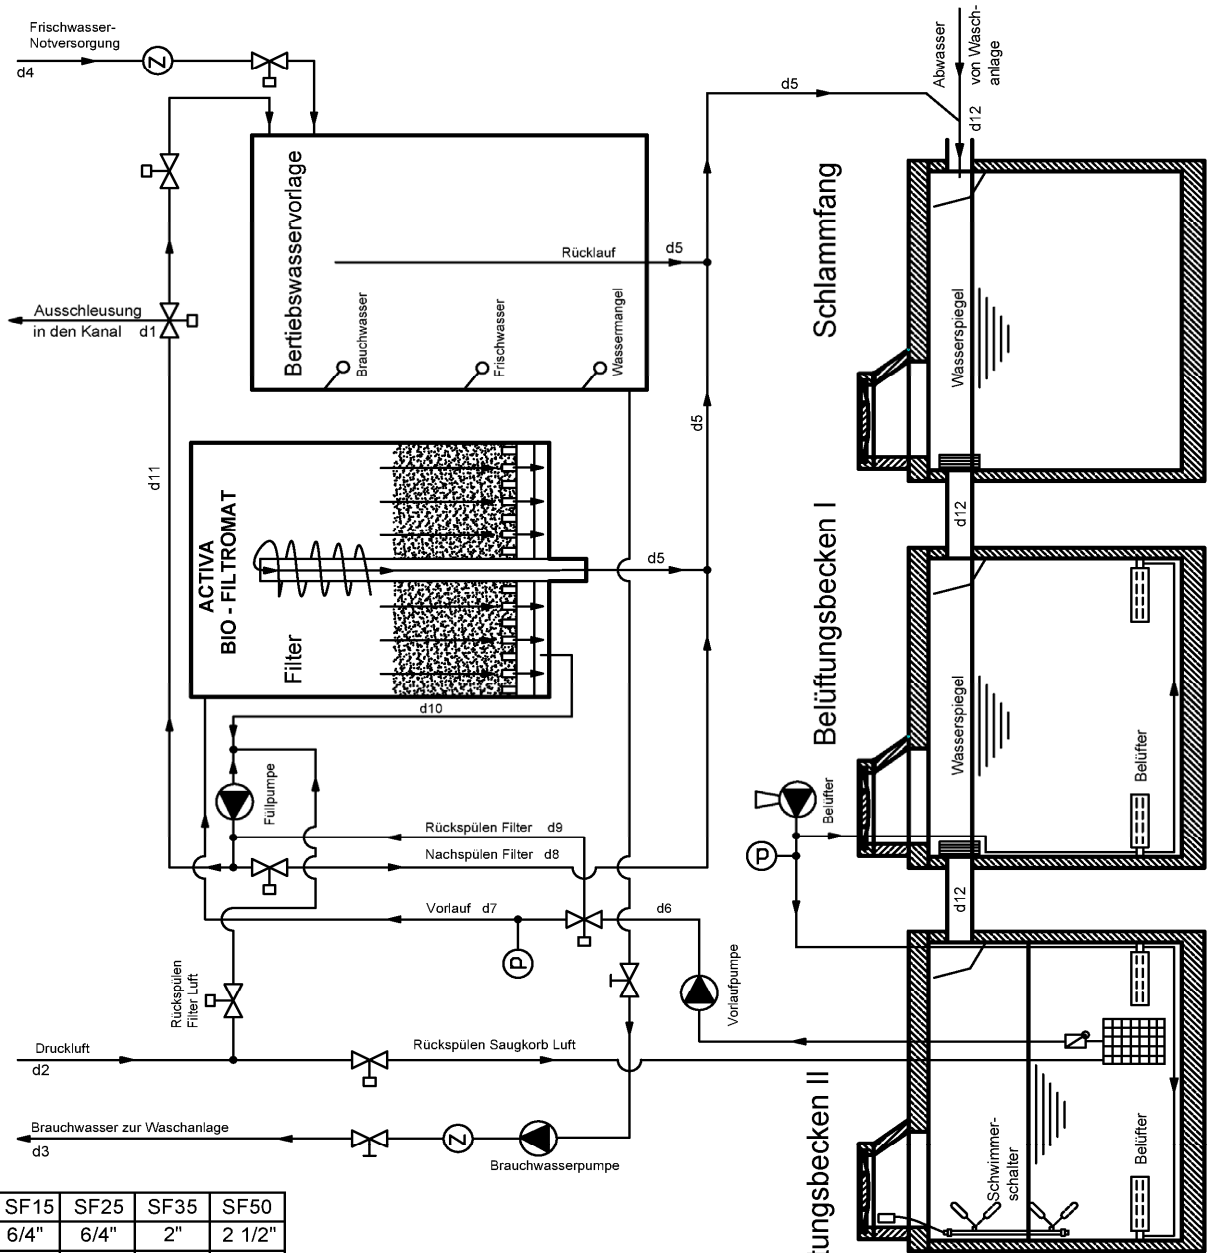 Frischwasser-
Notversorgung
d4
Z
d5
Abwasser
von Wasch-
anlage
d12
Bertiebswasservorlage
Rücklauf
d5
Brauchwasser
Frischwasser
Wassermangel
Ausschleusung
in den Kanal d1
Schlammfang
Wasserspiegel
d5
d11
d12
ACTIVA
BIO - FILTROMAT
Filter
d5
d10
Belüftungsbecken I
Wasserspiegel
Belüfter
Füllpumpe
Belüfter
P
Rückspülen Filter d9
Nachspülen Filter d8
Vorlauf d7
d6
d12
P
Rückspülen
Filter Luft
Vorlaufpumpe
Druckluft
d2
Rückspülen Saugkorb Luft
Brauchwasser zur Waschanlage
d3
Z
Brauchwasserpumpe
tungsbecken II
Schwimmer-
schalter
Belüfter
SF15 SF25 SF35 SF50
6/4" 6/4" 2" 2 1/2"